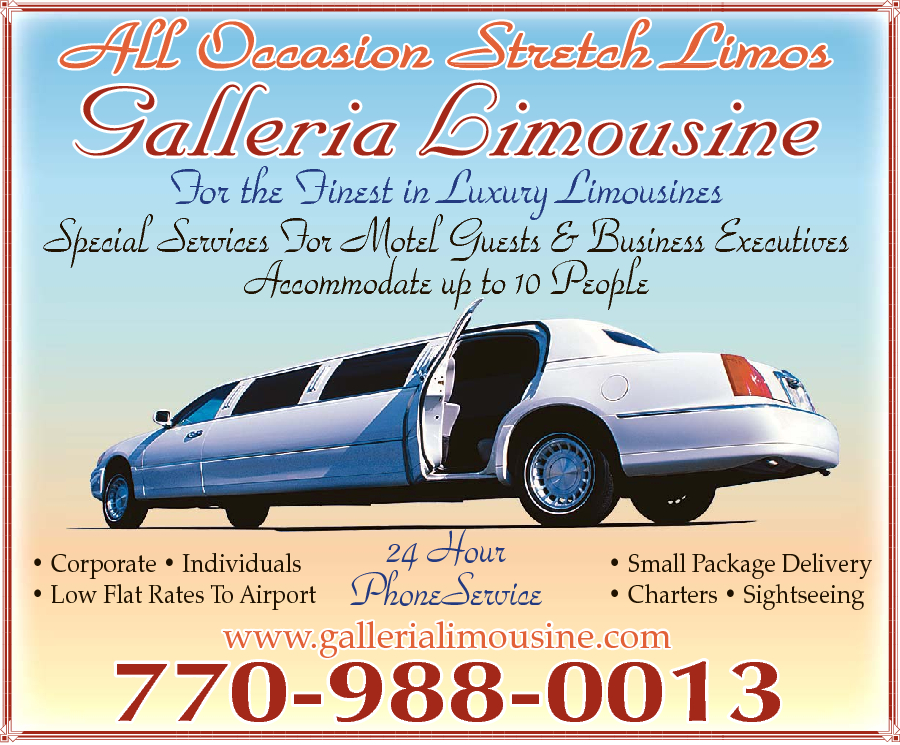 All Occasion Stretch Limos
Galleria Limousine
For the Finest in Luxury Limousines
Special Services For Motel Guests & Business Executives
Accommodate up to 10 People
• Corporate • Individuals
• Low Flat Rates To Airport
24 Hour
PhoneService
• Small Package Delivery
• Charters • Sightseeing
www.gallerialimousine.com
770-988-0013